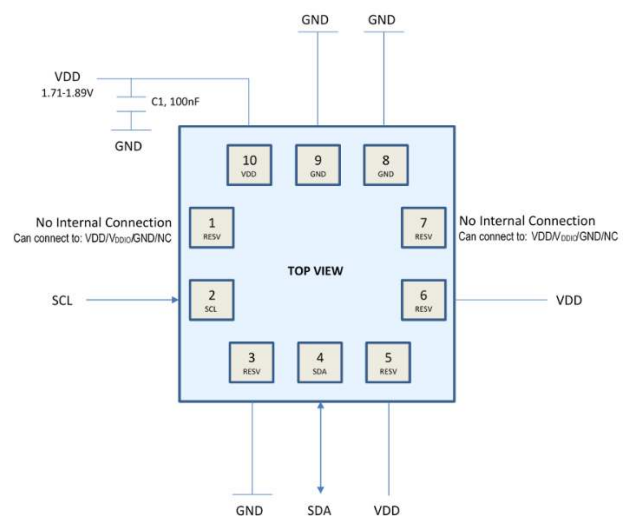 GND
GND
VDD
1.71-1.89V
C1, 100nF
GND
10
VDD
9
GND
8
GND
No Internal Connection
Can connect to: VDD/VDDIO/GND/NC
1
RESV
7
RESV
No Internal Connection
Can connect to: VDD/VDDIO/GND/NC
TOP VIEW
SCL
2
SCL
6
RESV
VDD
3
RESV
4
SDA
5
RESV
GND
SDA
VDD